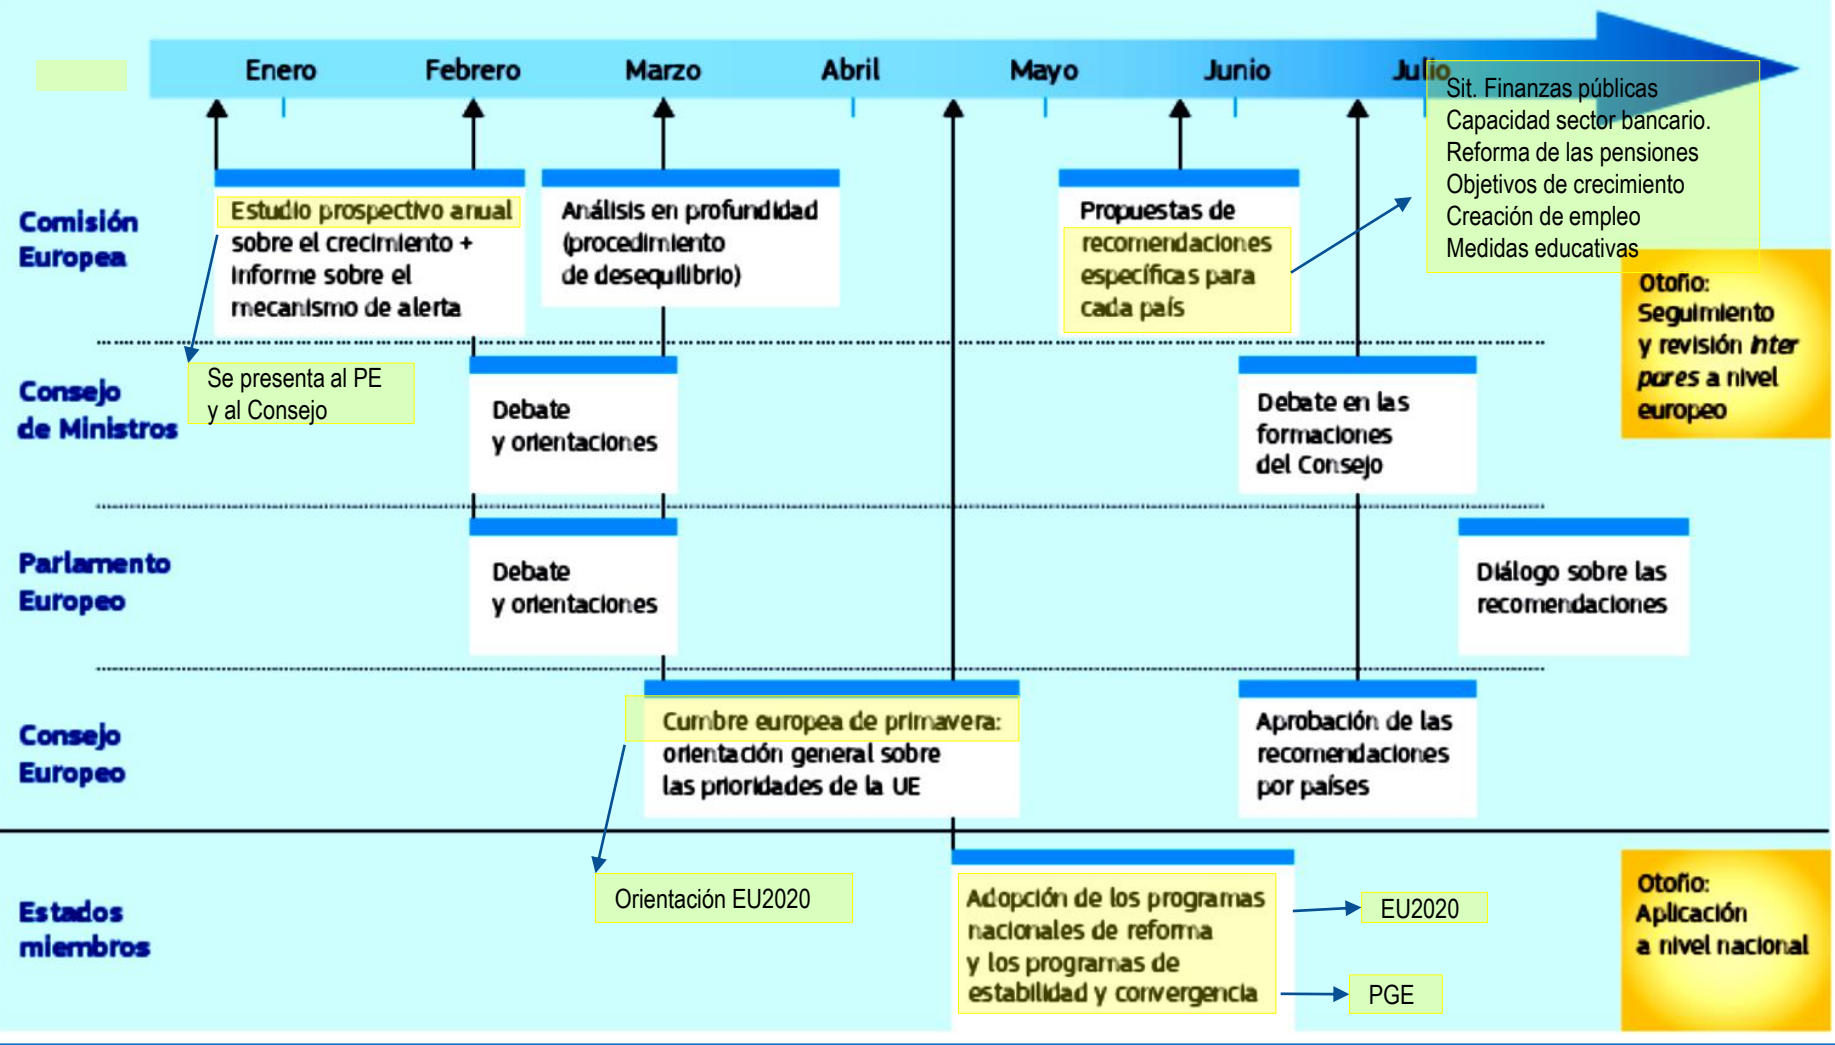 Enero
Febrero
Marzo
Abril
Mayo
Junio
Julio
Sit. Finanzas públicas
Capacidad sector bancario.
Reforma de las pensiones
Objetivos de crecimiento
Creación de empleo
Medidas educativas
Comisión
Europea
Estudio prospectivo anual
sobre el crecimiento +
informe sobre el
mecanismo de alerta
Análisis en profundidad
(procedimiento
de desequilibrio)
Propuestas de
recomendaciones
específicas para
cada país
Otoño:
Seguimiento
y revisión inter
pares a nivel
europeo
Se presenta al PE
y al Consejo
Consejo
de Ministros
Debate
y orientaciones
Debate en las
formaciones
del Consejo
Parlamento
Europeo
Debate
y orientaciones
Diálogo sobre las
recomendaciones
Consejo
Europeo
Cumbre europea de primavera:
orientación general sobre
las prioridades de la UE
Aprobación de las
recomendaciones
por países
Orientación EU2020
Estados
miembros
Adopción de los programas
nacionales de reforma
y los programas de
estabilidad y convergencia
EU2020
PGE
Otoño:
Aplicación
a nivel nacional